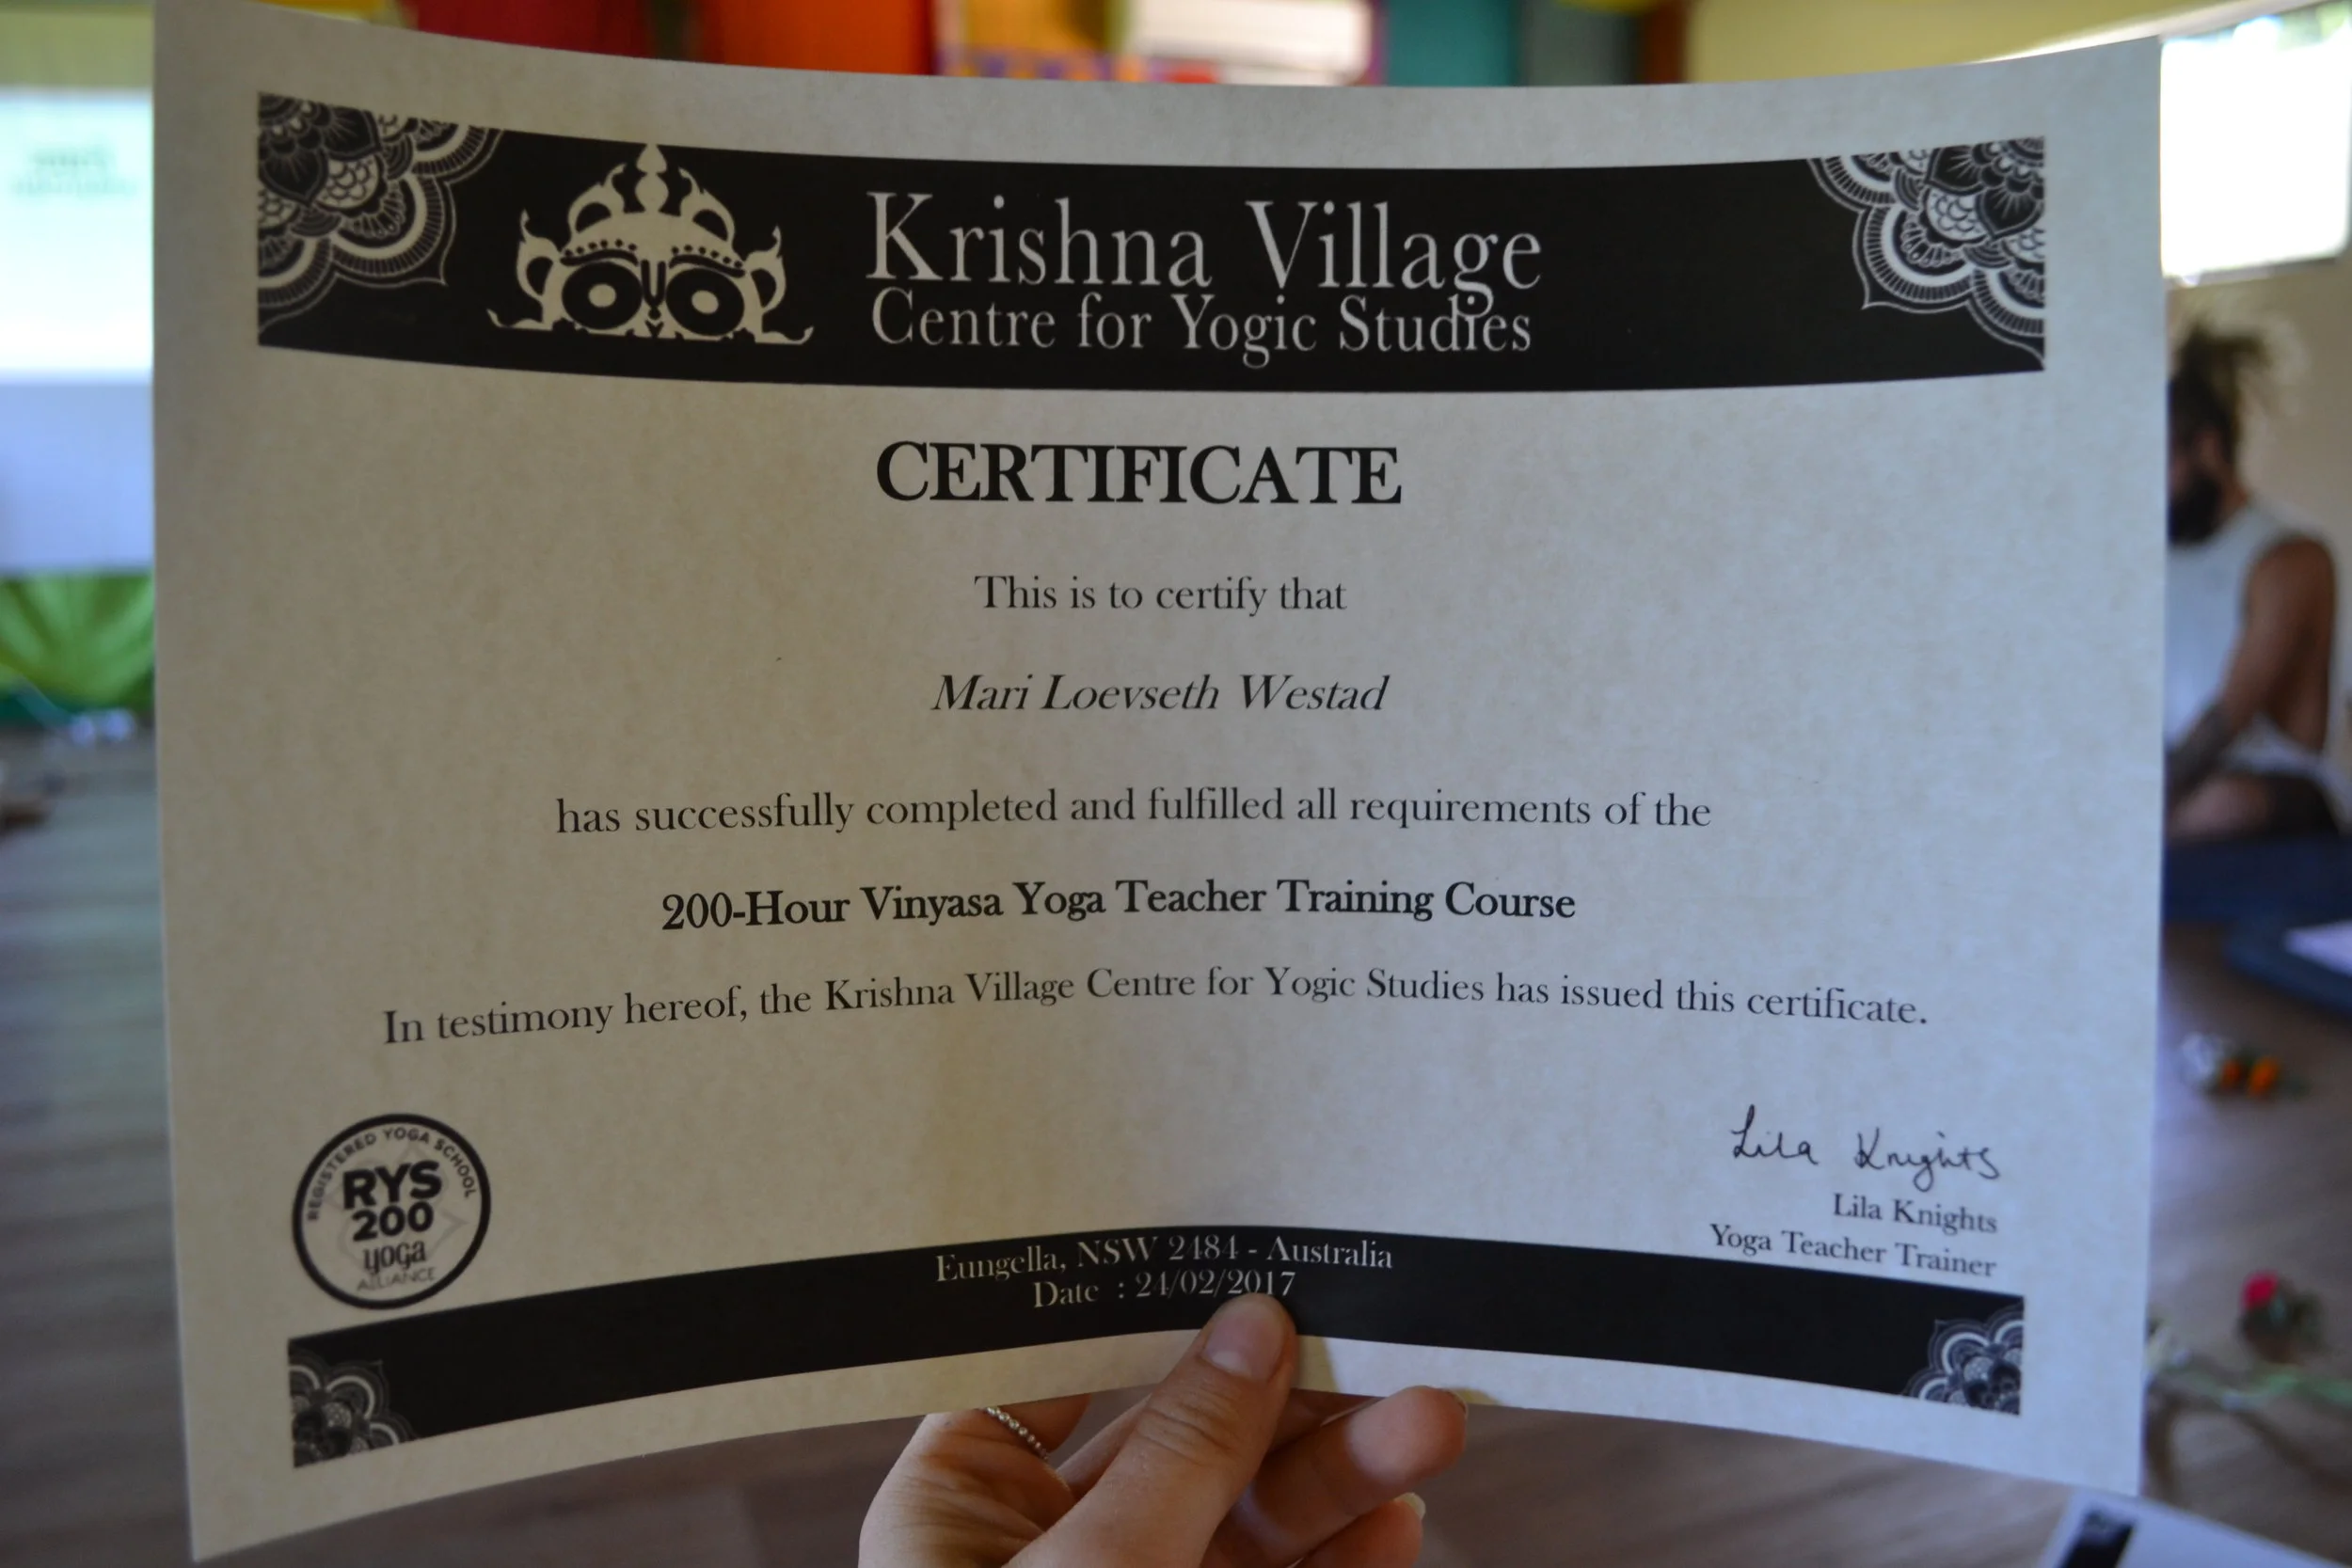 Krishna Village
Centre for Yogic Studies
CERTIFICATE
This is to certify that
Mari Loevseth Westad
has successfully completed and fulfilled all requirements of the
200-Hour Vinyasa Yoga Teacher Training Course
In testimony hereof, the Krishna Village Centre for Yogic Studies has issued this certificate.
REGISTERED YOGA SCHOOL
RYS
200
yoga
ALLIANCE
Lila Knights
Lila Knights
Yoga Teacher Trainer
Eungella, NSW 2484 - Australia
Date : 24/02/2017